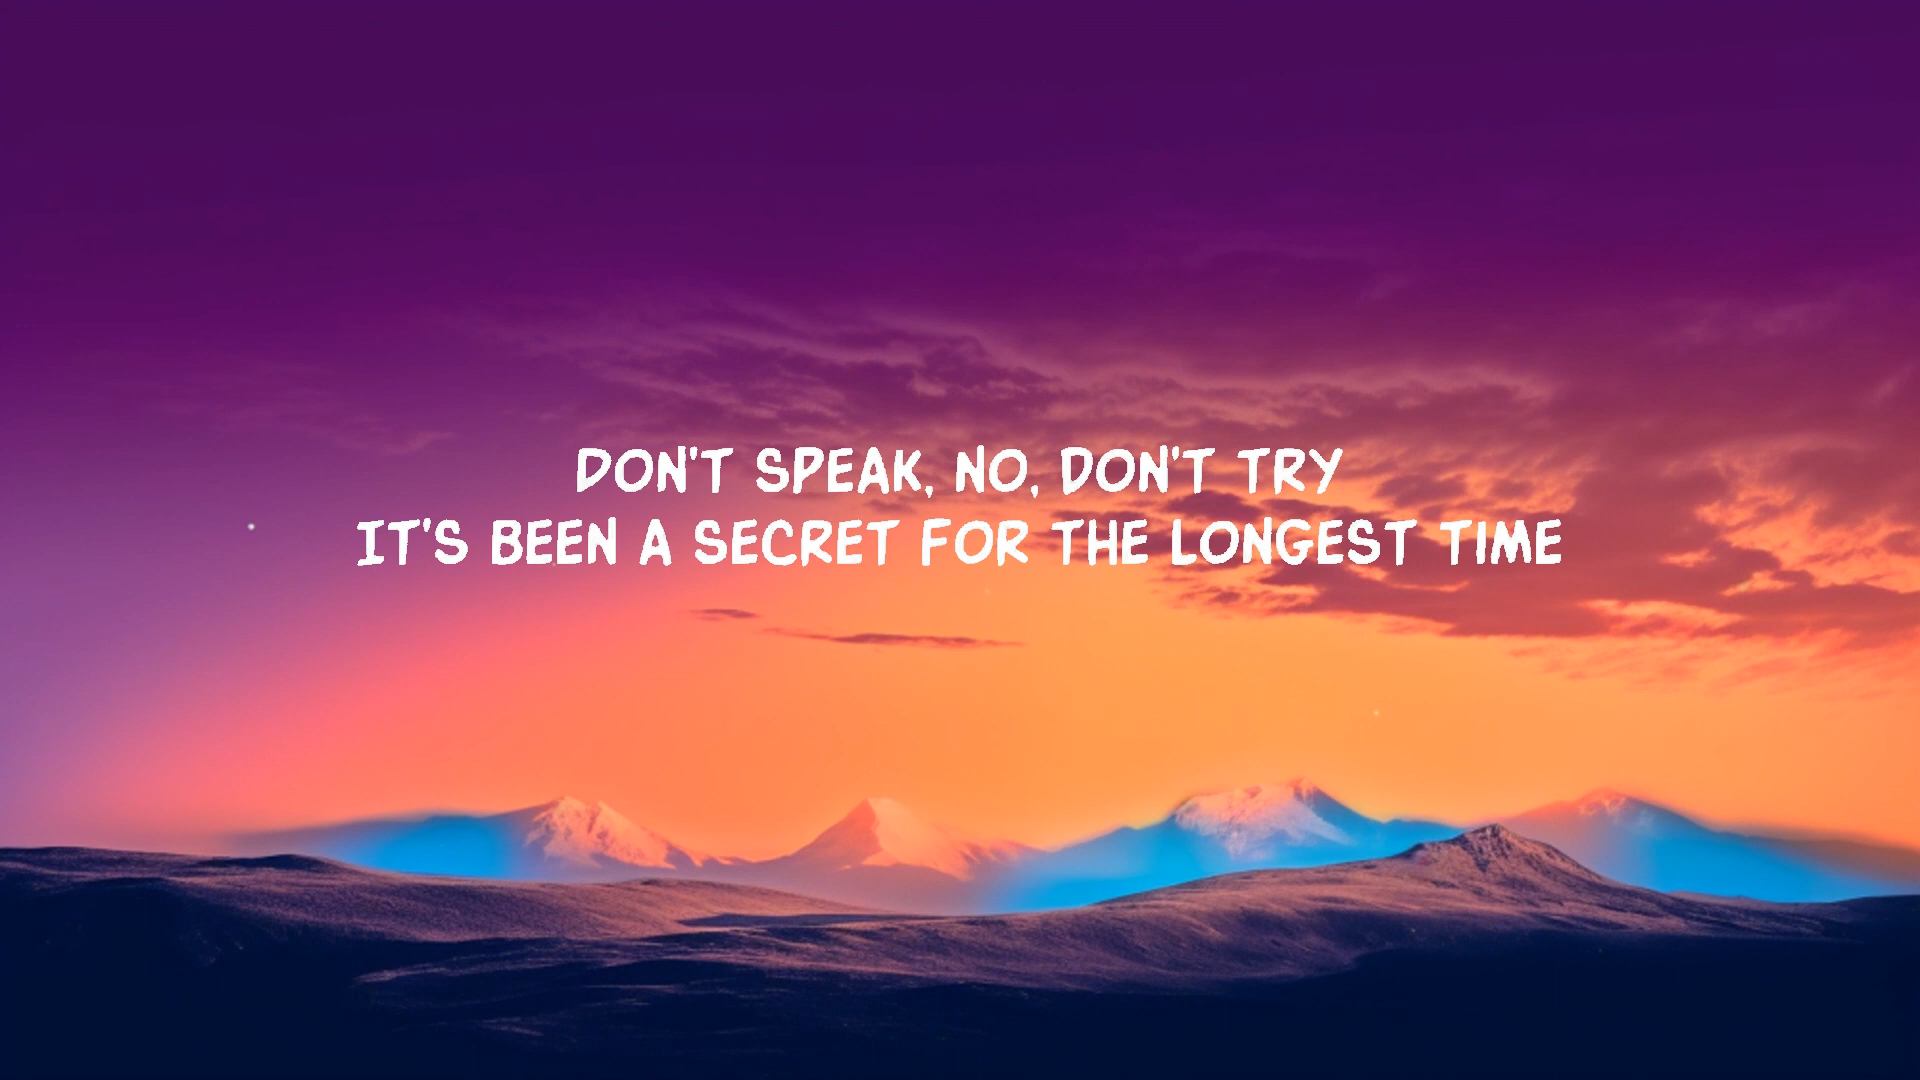 DON'T SPEAK, NO, DON'T TRY
IT'S BEEN A SECRET FOR THE LONGEST TIME